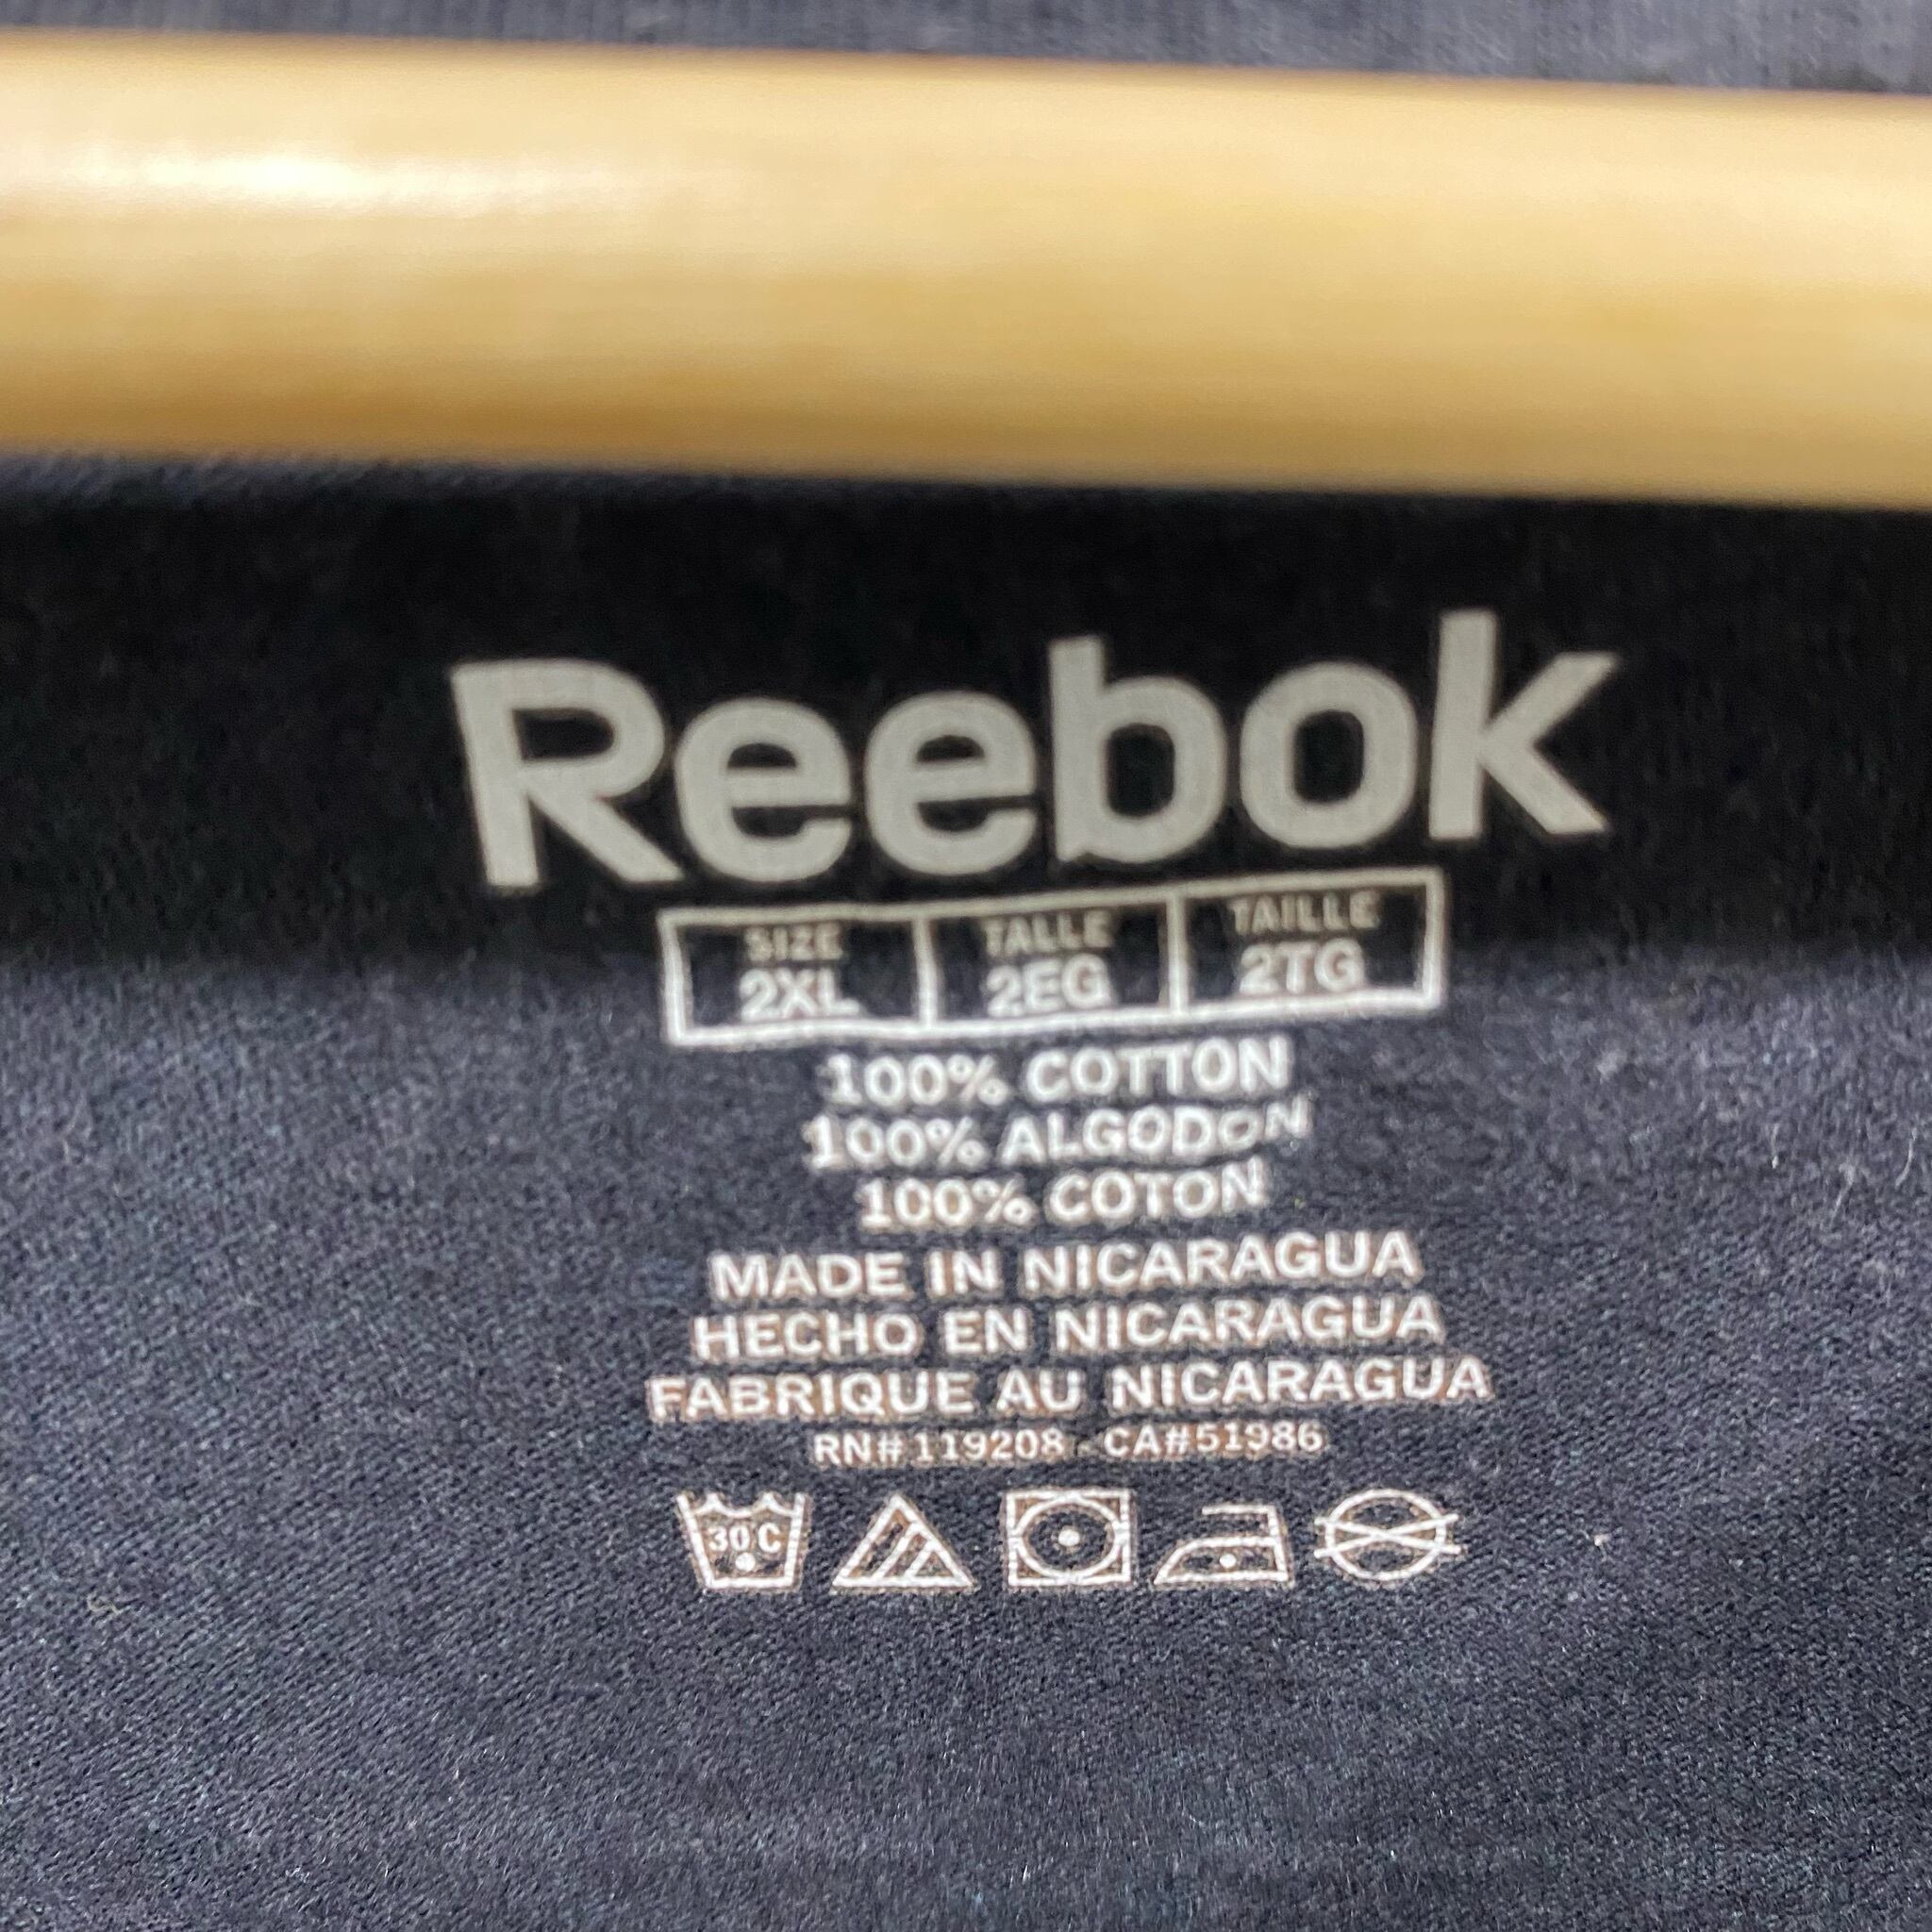 Reebok
SIZE TALLE TAILLE
2XL 2EG 2TG
100% COTTON
100% ALGODON
100% COTON
MADE IN NICARAGUA
HECHO EN NICARAGUA
FABRIQUE AU NICARAGUA
RN# 119208 - CA#51986
30°C